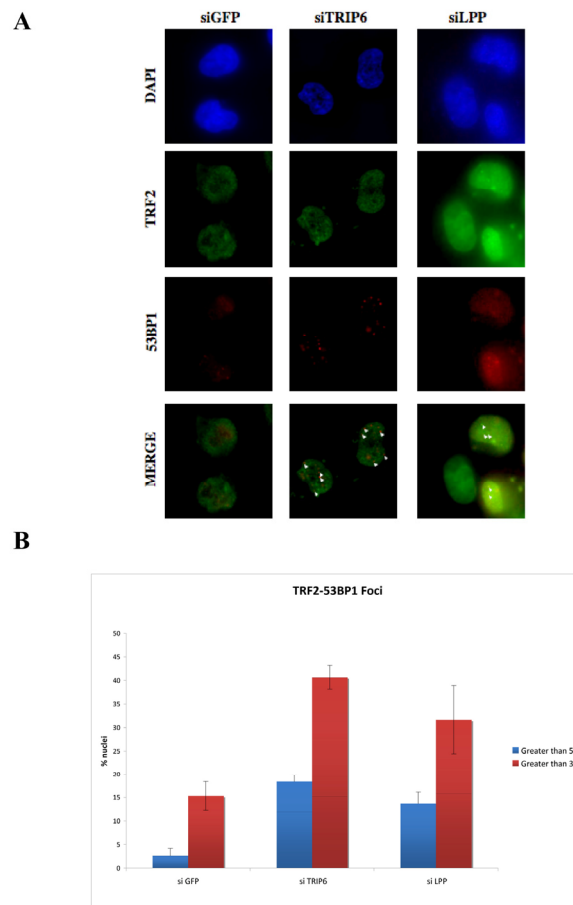 A
siGFP siTRIP6 siLPP
DAPI
TRF2
53BP1
MERGE
B
TRF2-53BP1 Foci
50
45
40
35
30
25
20
15
10
5
0
% nuclei
si GFP si TRIP6 si LPP
Greater than 5
Greater than 3